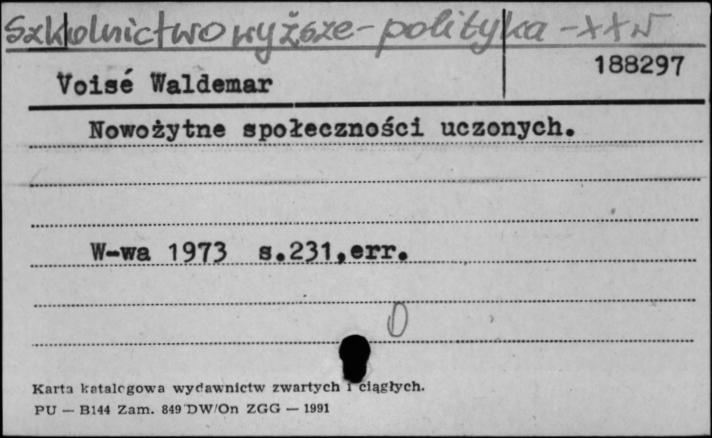 Szkolnictwo wyższe - polityka - XX w
188297
Voisé Waldemar
Nowożytne społeczności uczonych.
W-wa 1973 s.231,err.
0
Karta katalogowa wydawnictw zwartych i ciągłych.
PU — B144 Zam. 849 DW/On ZGG — 1991